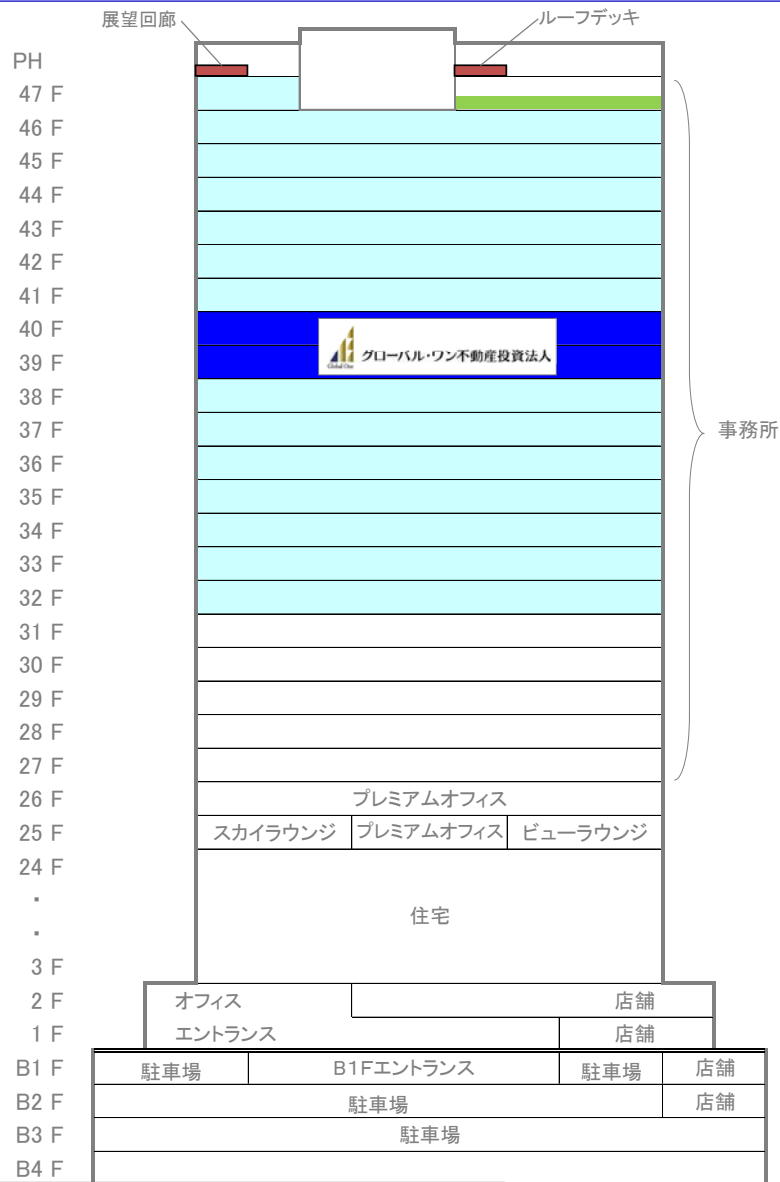 展望回廊 ルーフデッキ
PH
47 F
46 F
45 F
44 F
43 F
42 F
41 F
40 F
39 F
Global One グローバル・ワン不動産投資法人
38 F
37 F
事務所
36 F
35 F
34 F
33 F
32 F
31 F
30 F
29 F
28 F
27 F
26 F プレミアムオフィス
25 F スカイラウンジ プレミアムオフィス ビューラウンジ
24 F
・
住宅
・
3 F
2 F オフィス 店舗
1 F エントランス 店舗
B1 F 駐車場 B1Fエントランス 駐車場 店舗
B2 F 駐車場 店舗
B3 F 駐車場
B4 F